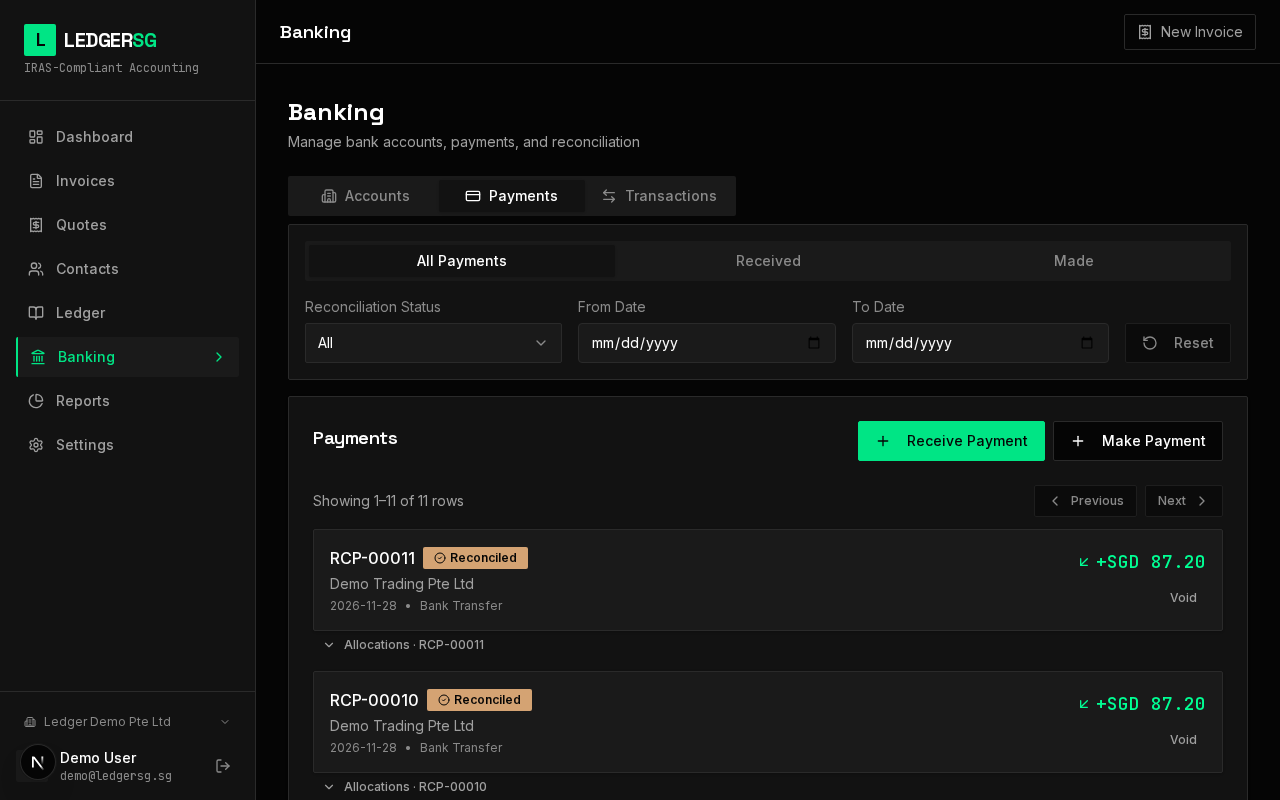 L LEDGERSG
IRAS-Compliant Accounting
Dashboard
Invoices
Quotes
Contacts
Ledger
Banking
Reports
Settings
Ledger Demo Pte Ltd
N
Demo User
demo@ledgersg.sg
Banking
New Invoice
Banking
Manage bank accounts, payments, and reconciliation
Accounts Payments Transactions
All Payments Received Made
Reconciliation Status From Date To Date
All mm/dd/yyyy mm/dd/yyyy Reset
Payments
Receive Payment Make Payment
Showing 1–11 of 11 rows Previous Next
RCP-00011 Reconciled +SGD 87.20
Demo Trading Pte Ltd
2026-11-28 • Bank Transfer Void
Allocations · RCP-00011
RCP-00010 Reconciled +SGD 87.20
Demo Trading Pte Ltd
2026-11-28 • Bank Transfer Void
Allocations · RCP-00010